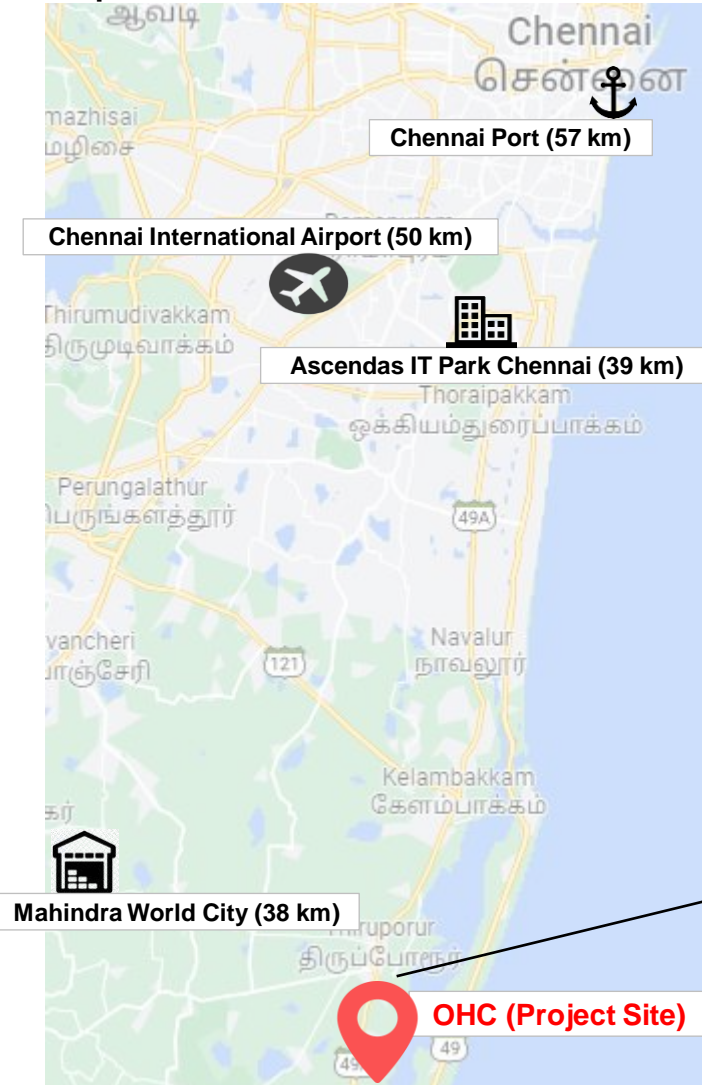 ஆவடி
Chennai
சென்னை
mazhisai
மழிசை
Chennai Port (57 km)
Chennai International Airport (50 km)
Thirumudivakkam
திருமுடிவாக்கம்
Ascendas IT Park Chennai (39 km)
Thoraipakkam
ஒக்கியம்துரைப்பாக்கம்
Perungalathur
பெருங்களத்தூர்
49A
vancheri
ாஞ்சேரி
Navalur
நாவலூர்
121
Kelambakkam
கேளம்பாக்கம்
கர்
Mahindra World City (38 km)
ruporur
திருப்போரூர்
OHC (Project Site)
49